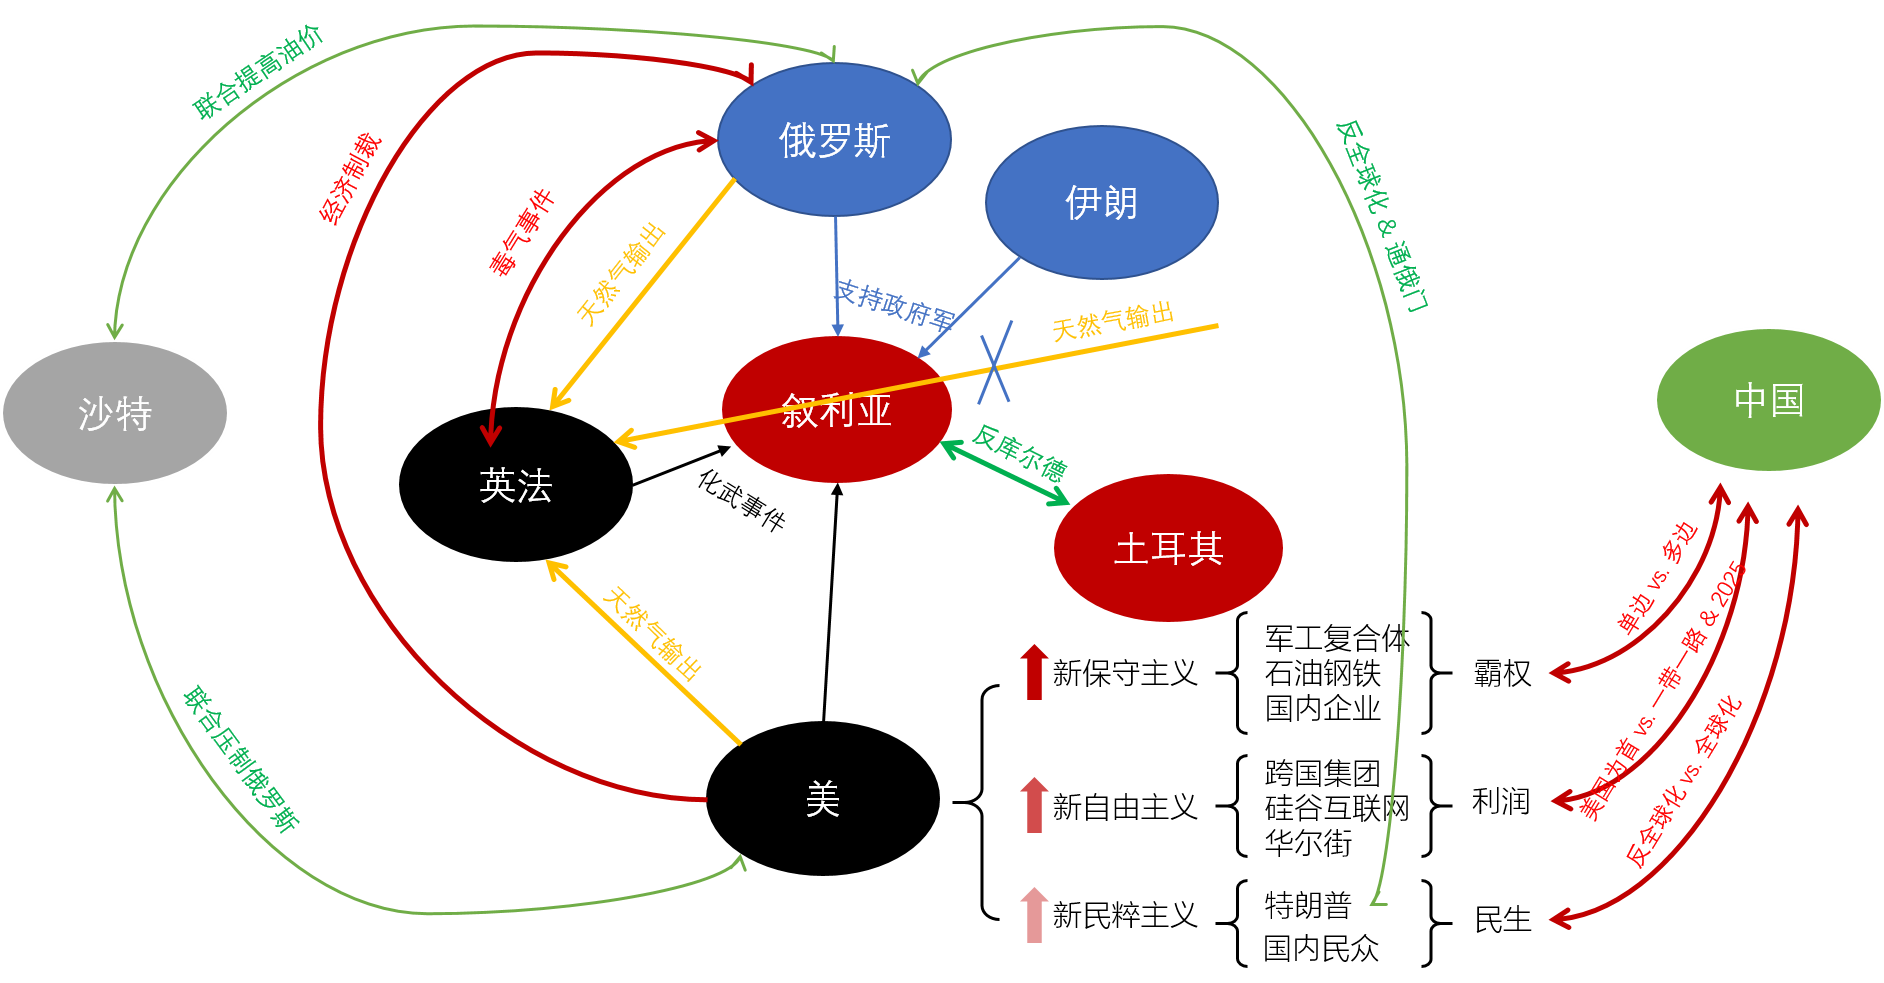 联合提高油价
经济制裁
毒气事件
天然气输出
俄罗斯
伊朗
反全球化 & 通俄门
支持政府军
天然气输出
沙特
英法
叙利亚
中国
反库尔德
化武事件
土耳其
天然气输出
联合压制俄罗斯
美
新保守主义
军工复合体
石油钢铁
国内企业
霸权
单边 vs. 多边
新自由主义
跨国集团
硅谷互联网
华尔街
利润
美国为首 vs. 一带一路 & 2025
新民粹主义
特朗普
国内民众
民生
反全球化 vs. 全球化